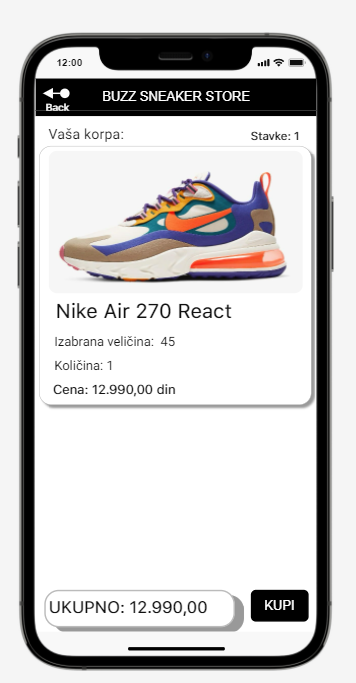 12:00
Back
BUZZ SNEAKER STORE
Vaša korpa:
Stavke: 1
Nike Air 270 React
Izabrana veličina: 45
Količina: 1
Cena: 12.990,00 din
UKUPNO: 12.990,00
KUPI